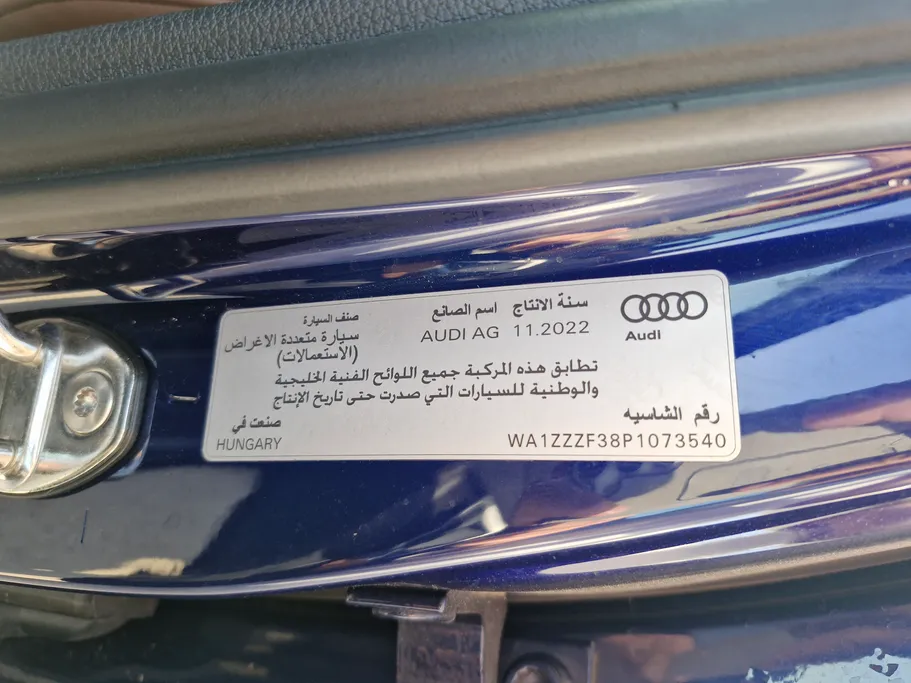 Audi
سنة الانتاج
11.2022
اسم الصانع
AUDI AG
صنف السيارة
سيارة متعددة الاغراض
(الاستعمالات)
تطابق هذه المركبة جميع اللوائح الفنية الخليجية
والوطنية للسيارات التي صدرت حتى تاريخ الإنتاج
رقم الشاسيه
WA1ZZZF38P1073540
صنعت في
HUNGARY